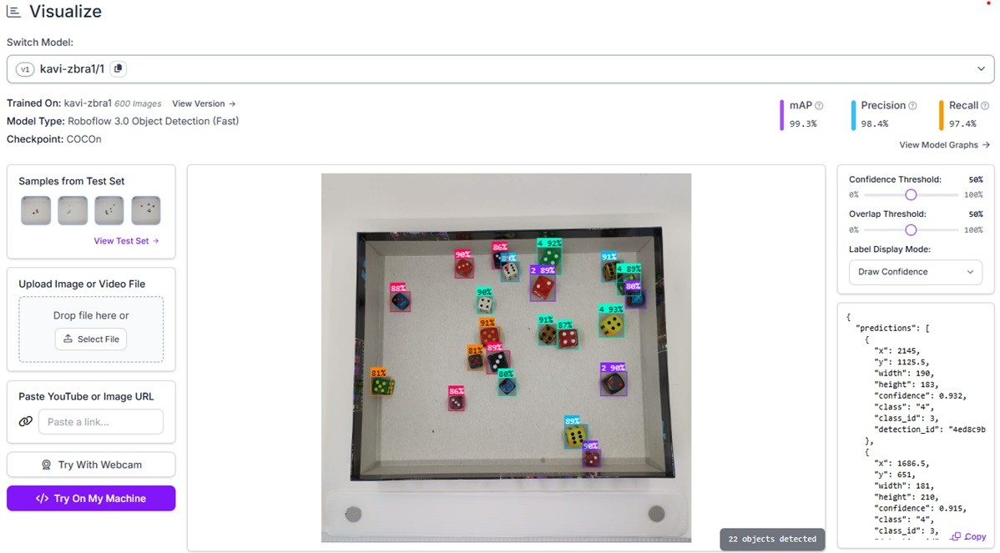 Visualize
Switch Model:
v1 kavi-zbra1/1
Trained On: kavi-zbra1 600 Images View Version →
Model Type: Roboflow 3.0 Object Detection (Fast)
Checkpoint: COCOn
mAP ?
99.3%
Precision ?
98.4%
Recall ?
97.4%
View Model Graphs →
Samples from Test Set
View Test Set →
Upload Image or Video File
Drop file here or
Select File
Paste YouTube or Image URL
Paste a link...
Try With Webcam
</> Try On My Machine
4 92%
86%
90%
91%
2 89%
4 89%
80%
88%
90%
4 93%
91%
91%
87%
89%
81%
2 90%
81%
80%
86%
89%
90%
22 objects detected
Confidence Threshold: 50%
0% 100%
Overlap Threshold: 50%
0% 100%
Label Display Mode:
Draw Confidence
{
"predictions": [
{
"x": 2145,
"y": 1125.5,
"width": 190,
"height": 183,
"confidence": 0.932,
"class": "4",
"class_id": 3,
"detection_id": "4ed8c9b
},
{
"x": 1686.5,
"y": 651,
"width": 181,
"height": 210,
"confidence": 0.915,
"class": "4",
"class_id": 3,
Copy